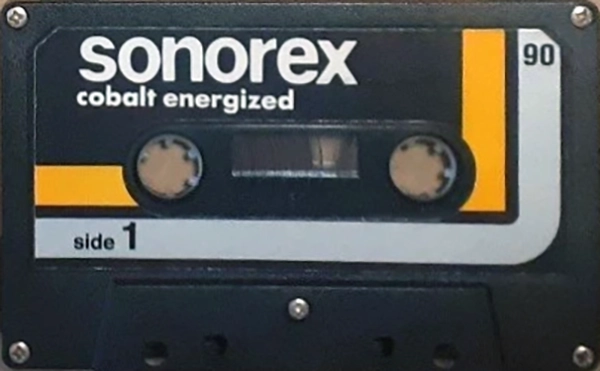 sonorex
90
cobalt energized
side 1